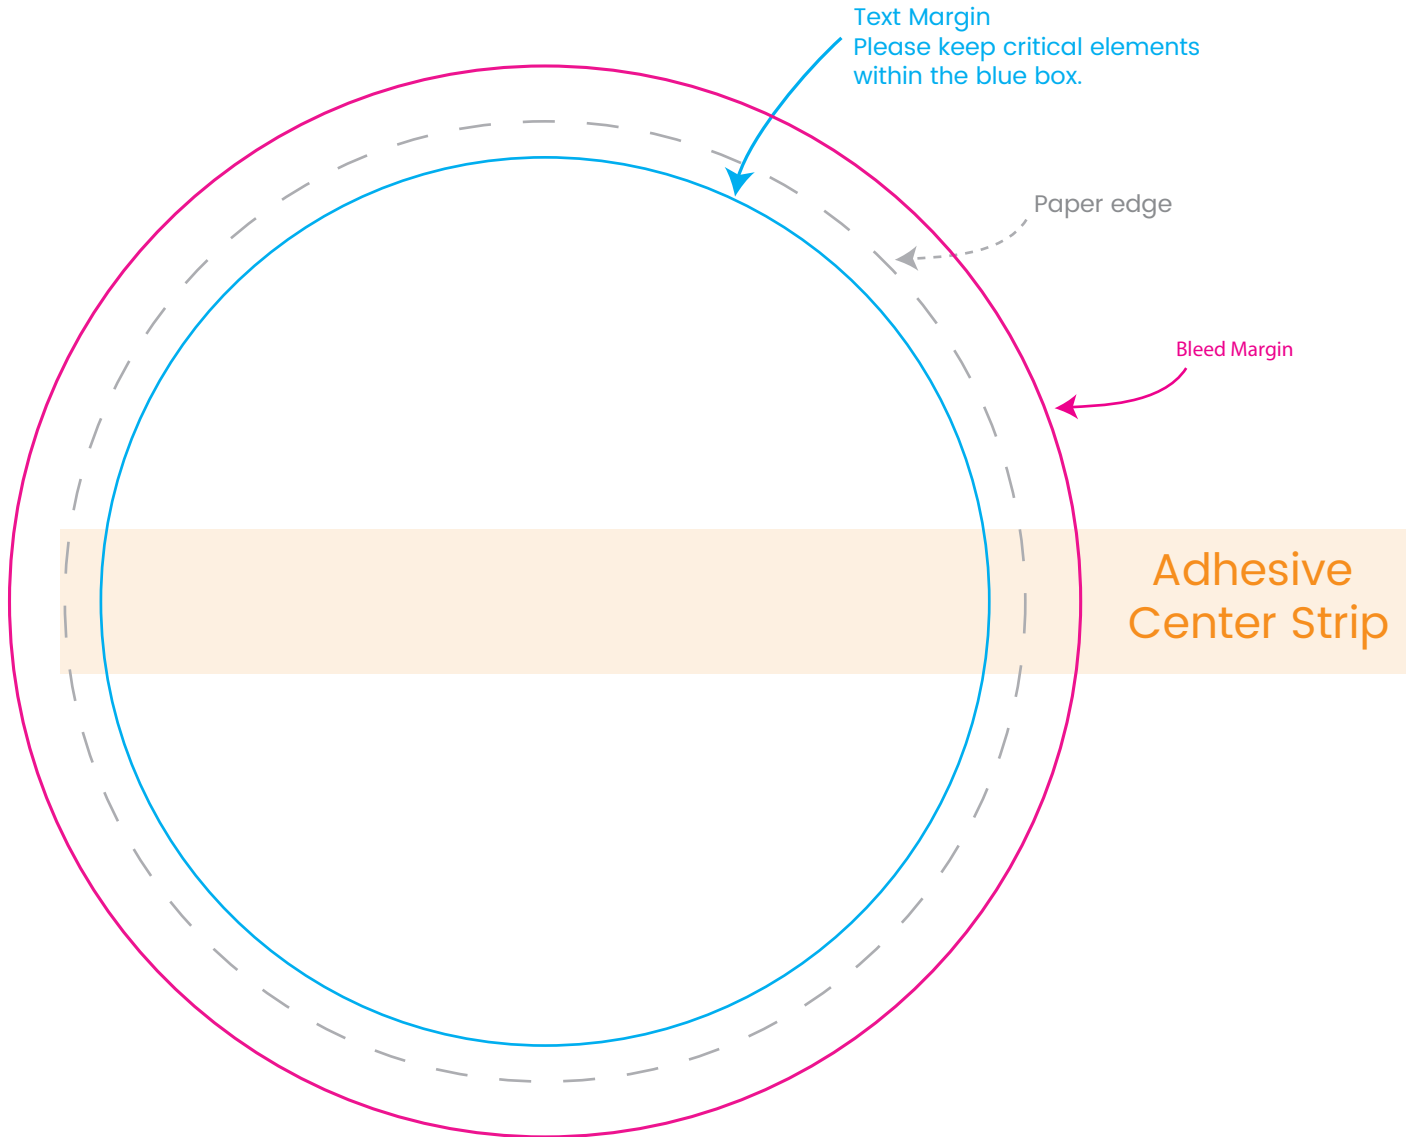 Text Margin
Please keep critical elements
within the blue box.
Paper edge
Bleed Margin
Adhesive
Center Strip